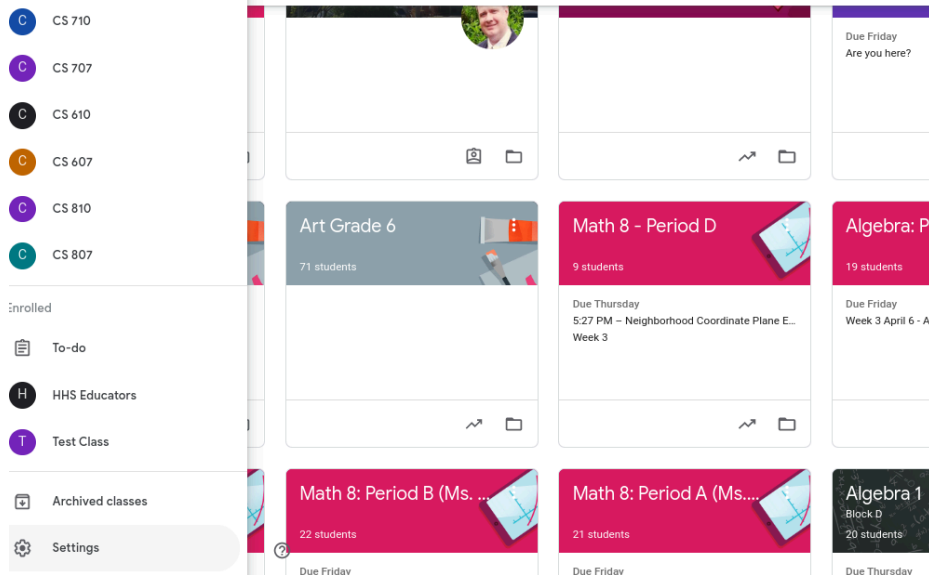 C CS 710
C CS 707
C CS 610
C CS 607
C CS 810
C CS 807
Enrolled
To-do
H HHS Educators
T Test Class
Archived classes
Settings
Due Friday
Are you here?
Art Grade 6
71 students
Math 8 - Period D
9 students
Due Thursday
5:27 PM – Neighborhood Coordinate Plane E...
Week 3
Algebra: P
19 students
Due Friday
Week 3 April 6 - A
Math 8: Period B (Ms. ...
22 students
Due Friday
Math 8: Period A (Ms....
21 students
Due Friday
Algebra 1
Block D
20 students
Due Thursday